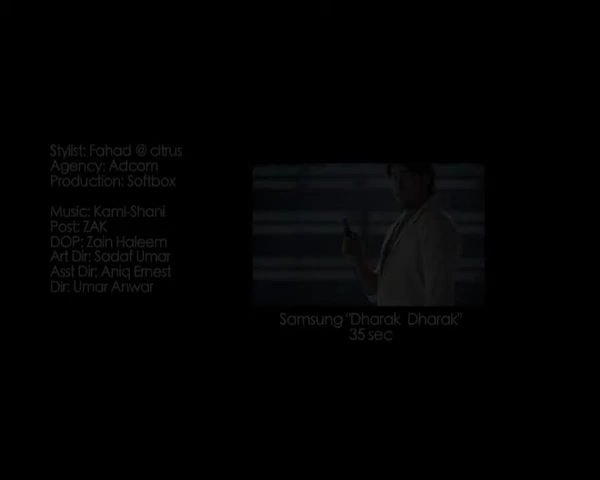 Stylist: Fahad @ citrus
Agency: Adcom
Production: Softbox
Music: Kami-Shani
Post: ZAK
DOP: Zain Haleem
Art Dir: Sadaf Umar
Asst Dir: Aniq Ernest
Dir: Umar Anwar
Samsung "Dharak Dharak"
35 sec